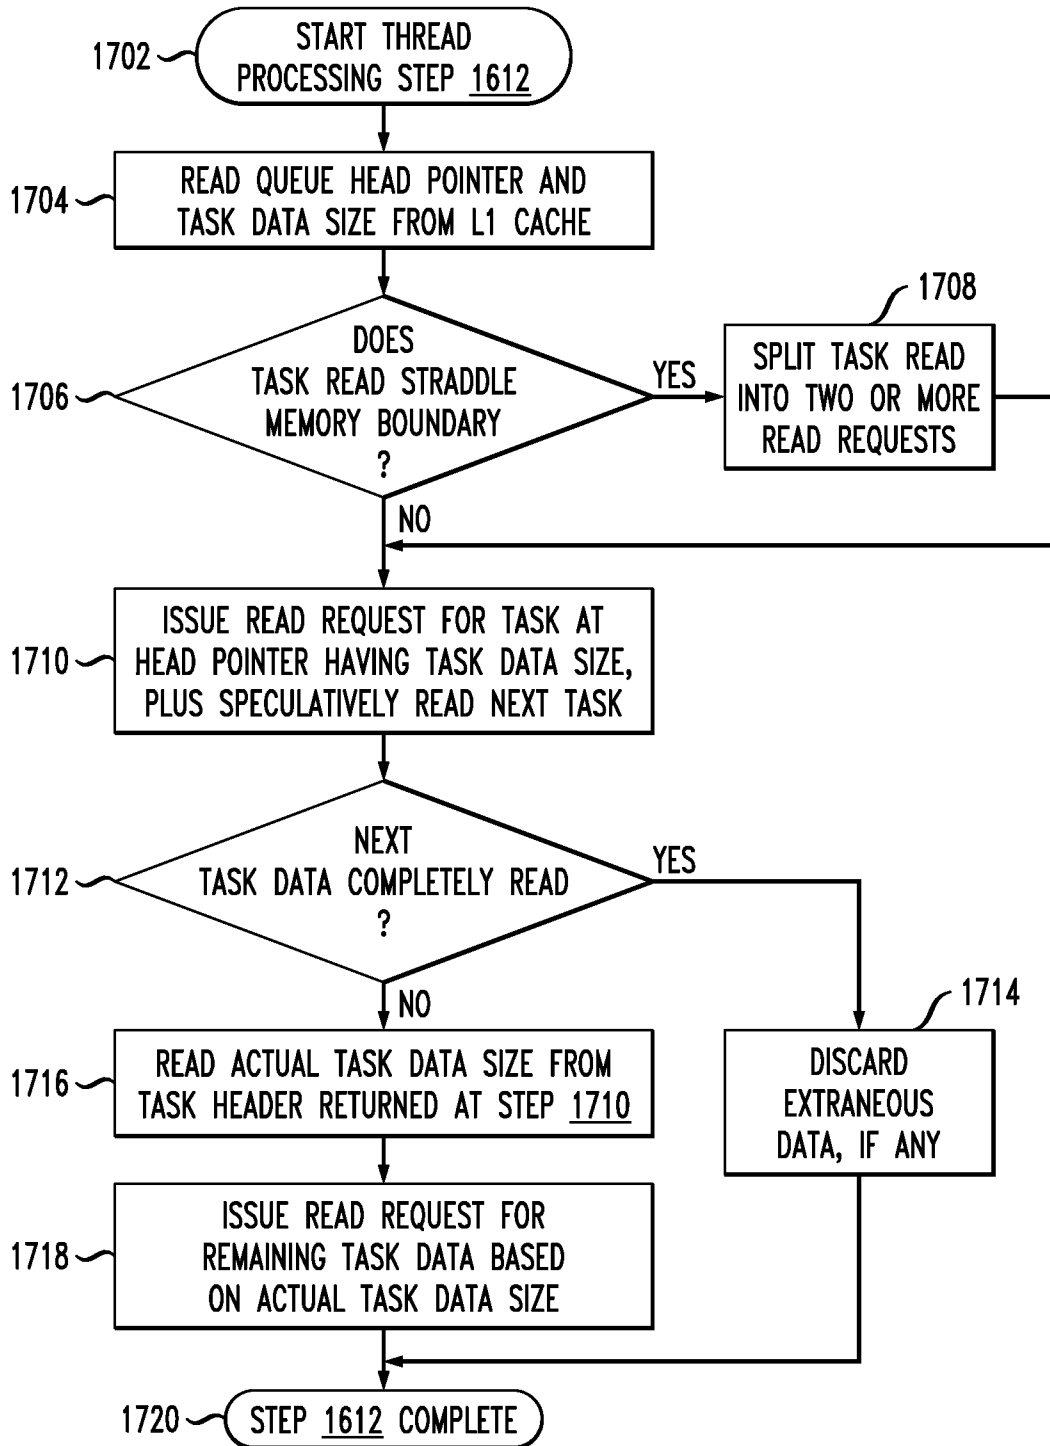 1702
START THREAD
PROCESSING STEP 1612
1704
READ QUEUE HEAD POINTER AND
TASK DATA SIZE FROM L1 CACHE
1706
DOES
TASK READ STRADDLE
MEMORY BOUNDARY
?
YES
1708
SPLIT TASK READ
INTO TWO OR MORE
READ REQUESTS
NO
1710
ISSUE READ REQUEST FOR TASK AT
HEAD POINTER HAVING TASK DATA SIZE,
PLUS SPECULATIVELY READ NEXT TASK
1712
NEXT
TASK DATA COMPLETELY READ
?
YES
1714
DISCARD
EXTRANEOUS
DATA, IF ANY
NO
1716
READ ACTUAL TASK DATA SIZE FROM
TASK HEADER RETURNED AT STEP 1710
1718
ISSUE READ REQUEST FOR
REMAINING TASK DATA BASED
ON ACTUAL TASK DATA SIZE
1720
STEP 1612 COMPLETE